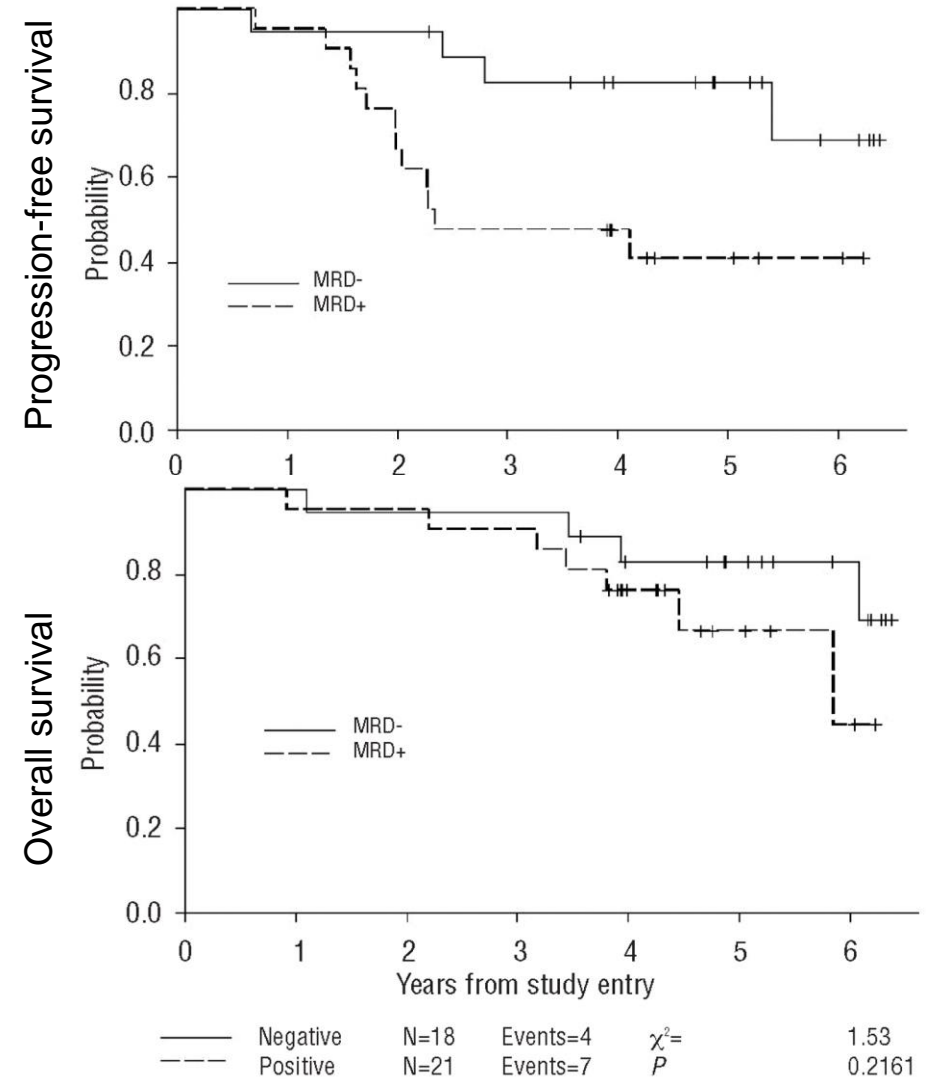 Progression-free survival
Probability
0.8
0.6
0.4
0.2
0.0
MRD-
MRD+
0 1 2 3 4 5 6
Overall survival
Probability
0.8
0.6
0.4
0.2
0.0
MRD-
MRD+
0 1 2 3 4 5 6
Years from study entry
Negative N=18 Events=4 χ²= 1.53
Positive N=21 Events=7 P 0.2161